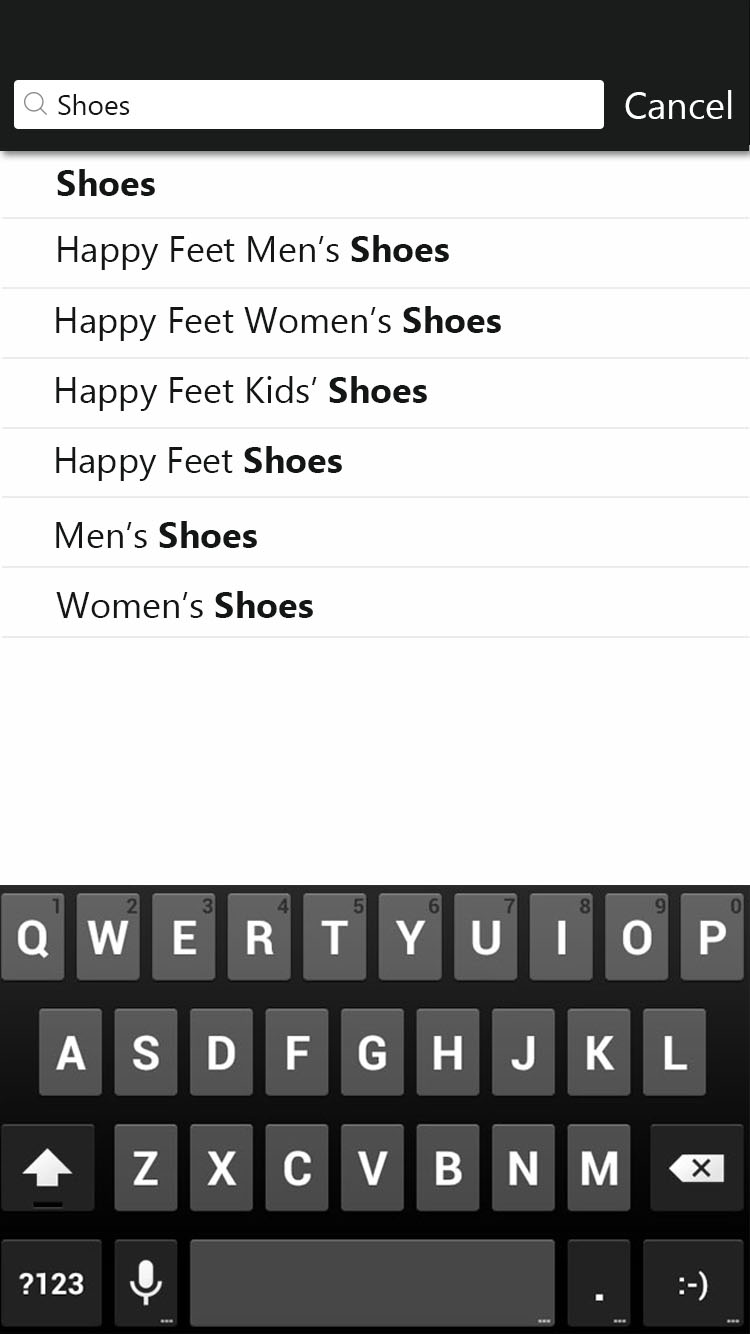 Shoes Cancel
Shoes
Happy Feet Men’s Shoes
Happy Feet Women’s Shoes
Happy Feet Kids’ Shoes
Happy Feet Shoes
Men’s Shoes
Women’s Shoes
1 2 3 4 5 6 7 8 9 0
Q W E R T Y U I O P
A S D F G H J K L
Z X C V B N M
?123 . :-)